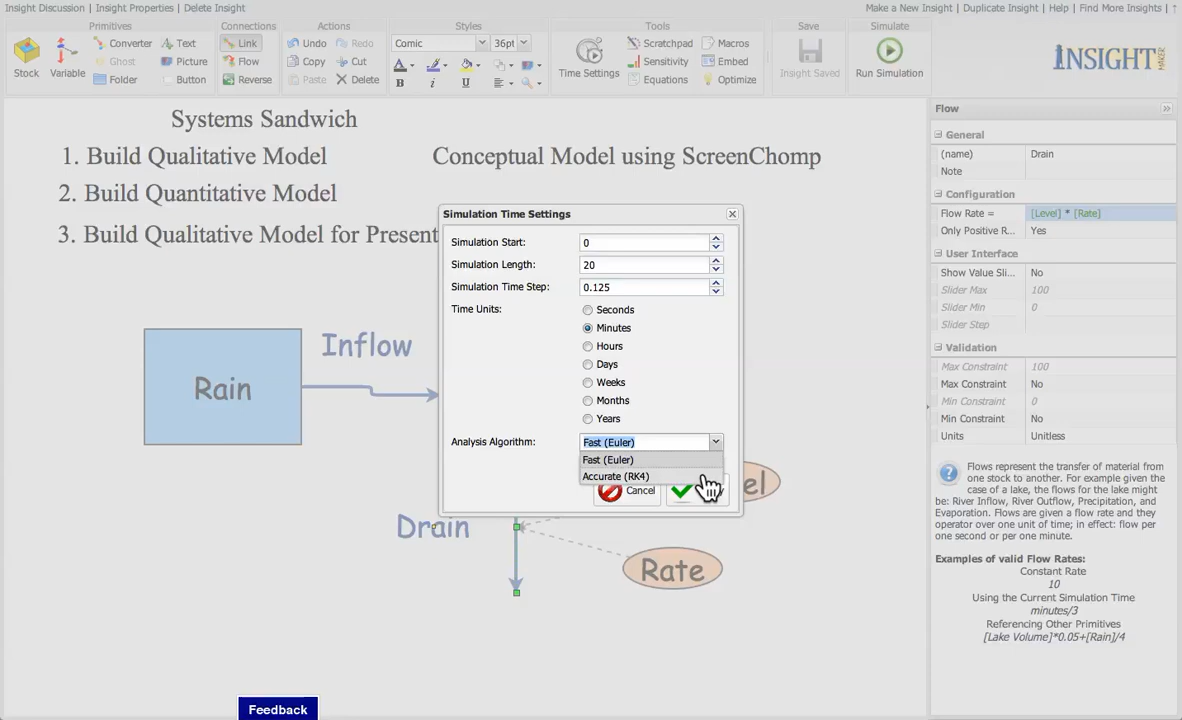 Insight Discussion | Insight Properties | Delete Insight
Make a New Insight | Duplicate Insight | Help | Find More Insights | ↑
Primitives
Connections
Actions
Styles
Tools
Save
Simulate
Stock
Variable
Converter
Ghost
Folder
Text
Picture
Button
Link
Flow
Reverse
Undo
Copy
Paste
Redo
Cut
Delete
Comic
36pt
A
B
i
U
Time Settings
Scratchpad
Sensitivity
Equations
Macros
Embed
Optimize
Insight Saved
Run Simulation
INSIGHT
MAKER
Systems Sandwich
1. Build Qualitative Model
Conceptual Model using ScreenChomp
2. Build Quantitative Model
3. Build Qualitative Model for Present
Rain
Inflow
Drain
Rate
el
Simulation Time Settings
Simulation Start:
0
Simulation Length:
20
Simulation Time Step:
0.125
Time Units:
Seconds
Minutes
Hours
Days
Weeks
Months
Years
Analysis Algorithm:
Fast (Euler)
Fast (Euler)
Accurate (RK4)
Cancel
Flow
General
(name) Drain
Note
Configuration
Flow Rate = [Level] * [Rate]
Only Positive R... Yes
User Interface
Show Value Sli... No
Slider Max 100
Slider Min 0
Slider Step
Validation
Max Constraint 100
Max Constraint No
Min Constraint 0
Min Constraint No
Units Unitless
Flows represent the transfer of material from
one stock to another. For example given the
case of a lake, the flows for the lake might
be: River Inflow, River Outflow, Precipitation, and
Evaporation. Flows are given a flow rate and they
operator over one unit of time; in effect: flow per
one second or per one minute.
Examples of valid Flow Rates:
Constant Rate
10
Using the Current Simulation Time
minutes/3
Referencing Other Primitives
[Lake Volume]*0.05+[Rain]/4
Feedback